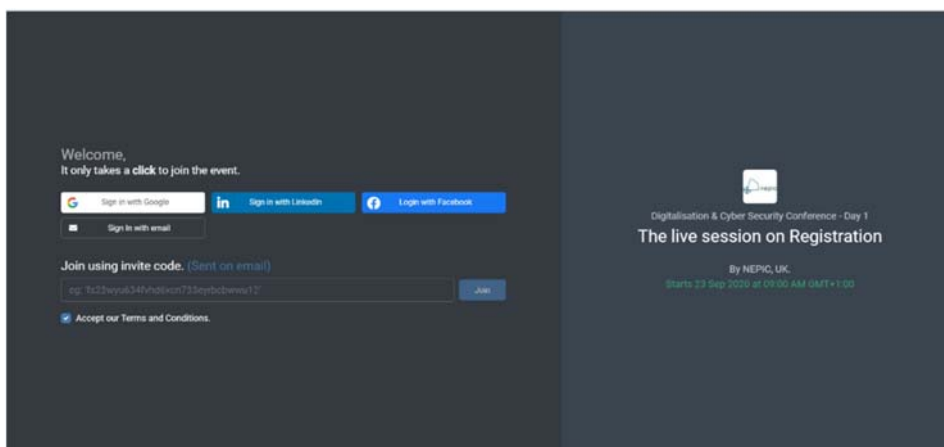 Welcome,
It only takes a click to join the event.
Sign in with Google
Sign in with LinkedIn
Login with Facebook
Sign In with email
Join using invite code. (Sent on email)
eg:
Join
Accept our Terms and Conditions.
nepic
Digitalisation & Cyber Security Conference - Day 1
The live session on Registration
By NEPIC, UK.
Starts 23 Sep 2020 at 09:00 AM GMT+1:00